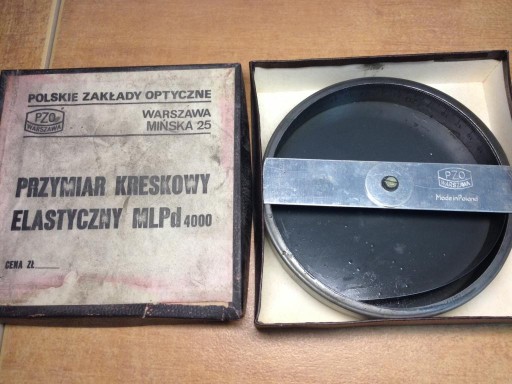 POLSKIE ZAKŁADY OPTYCZNE
PZO
WARSZAWA
WARSZAWA
MIŃSKA 25
PRZYMIAR KRESKOWY
ELASTYCZNY MLPd 4000
CENA ZŁ
PZO
WARSZAWA
Made in Poland